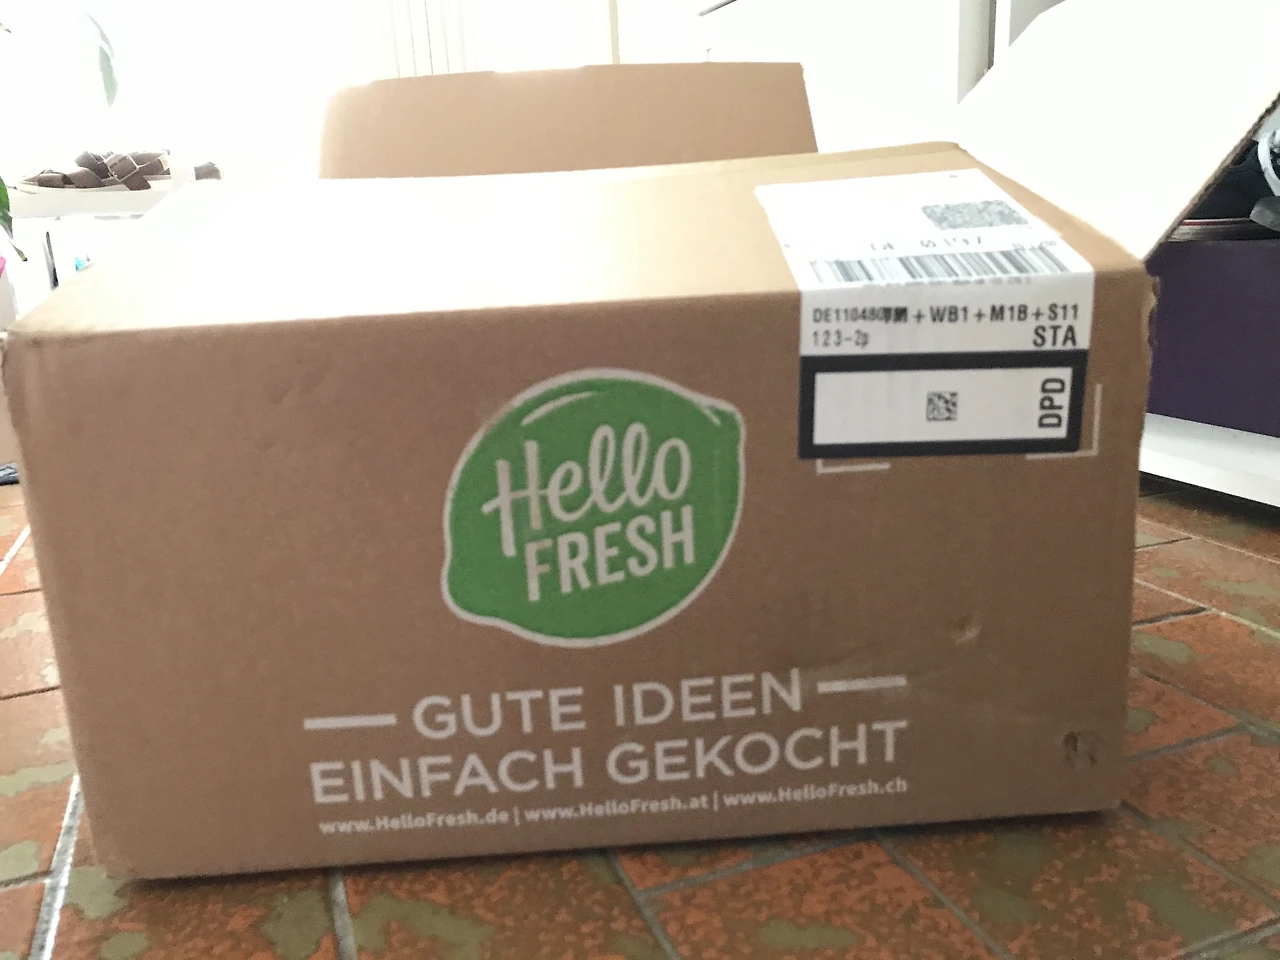 +WB1+M1B+S11
123-2p
STA
DPD
Hello
FRESH
GUTE IDEEN
EINFACH GEKOCHT
www.HelloFresh.de | www.HelloFresh.at | www.HelloFresh.ch